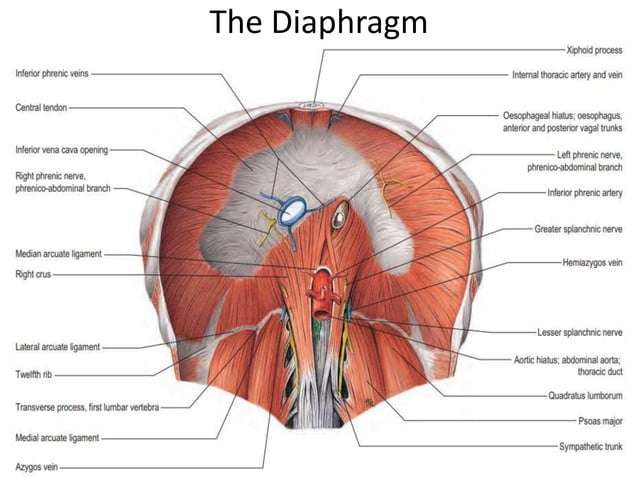 The Diaphragm
Xiphoid process
Inferior phrenic veins
Internal thoracic artery and vein
Central tendon
Oesophageal hiatus; oesophagus,
anterior and posterior vagal trunks
Inferior vena cava opening
Left phrenic nerve,
phrenico-abdominal branch
Right phrenic nerve,
phrenico-abdominal branch
Inferior phrenic artery
Greater splanchnic nerve
Median arcuate ligament
Hemiazygos vein
Right crus
Lesser splanchnic nerve
Lateral arcuate ligament
Aortic hiatus; abdominal aorta;
thoracic duct
Twelfth rib
Quadratus lumborum
Transverse process, first lumbar vertebra
Psoas major
Medial arcuate ligament
Sympathetic trunk
Azygos vein